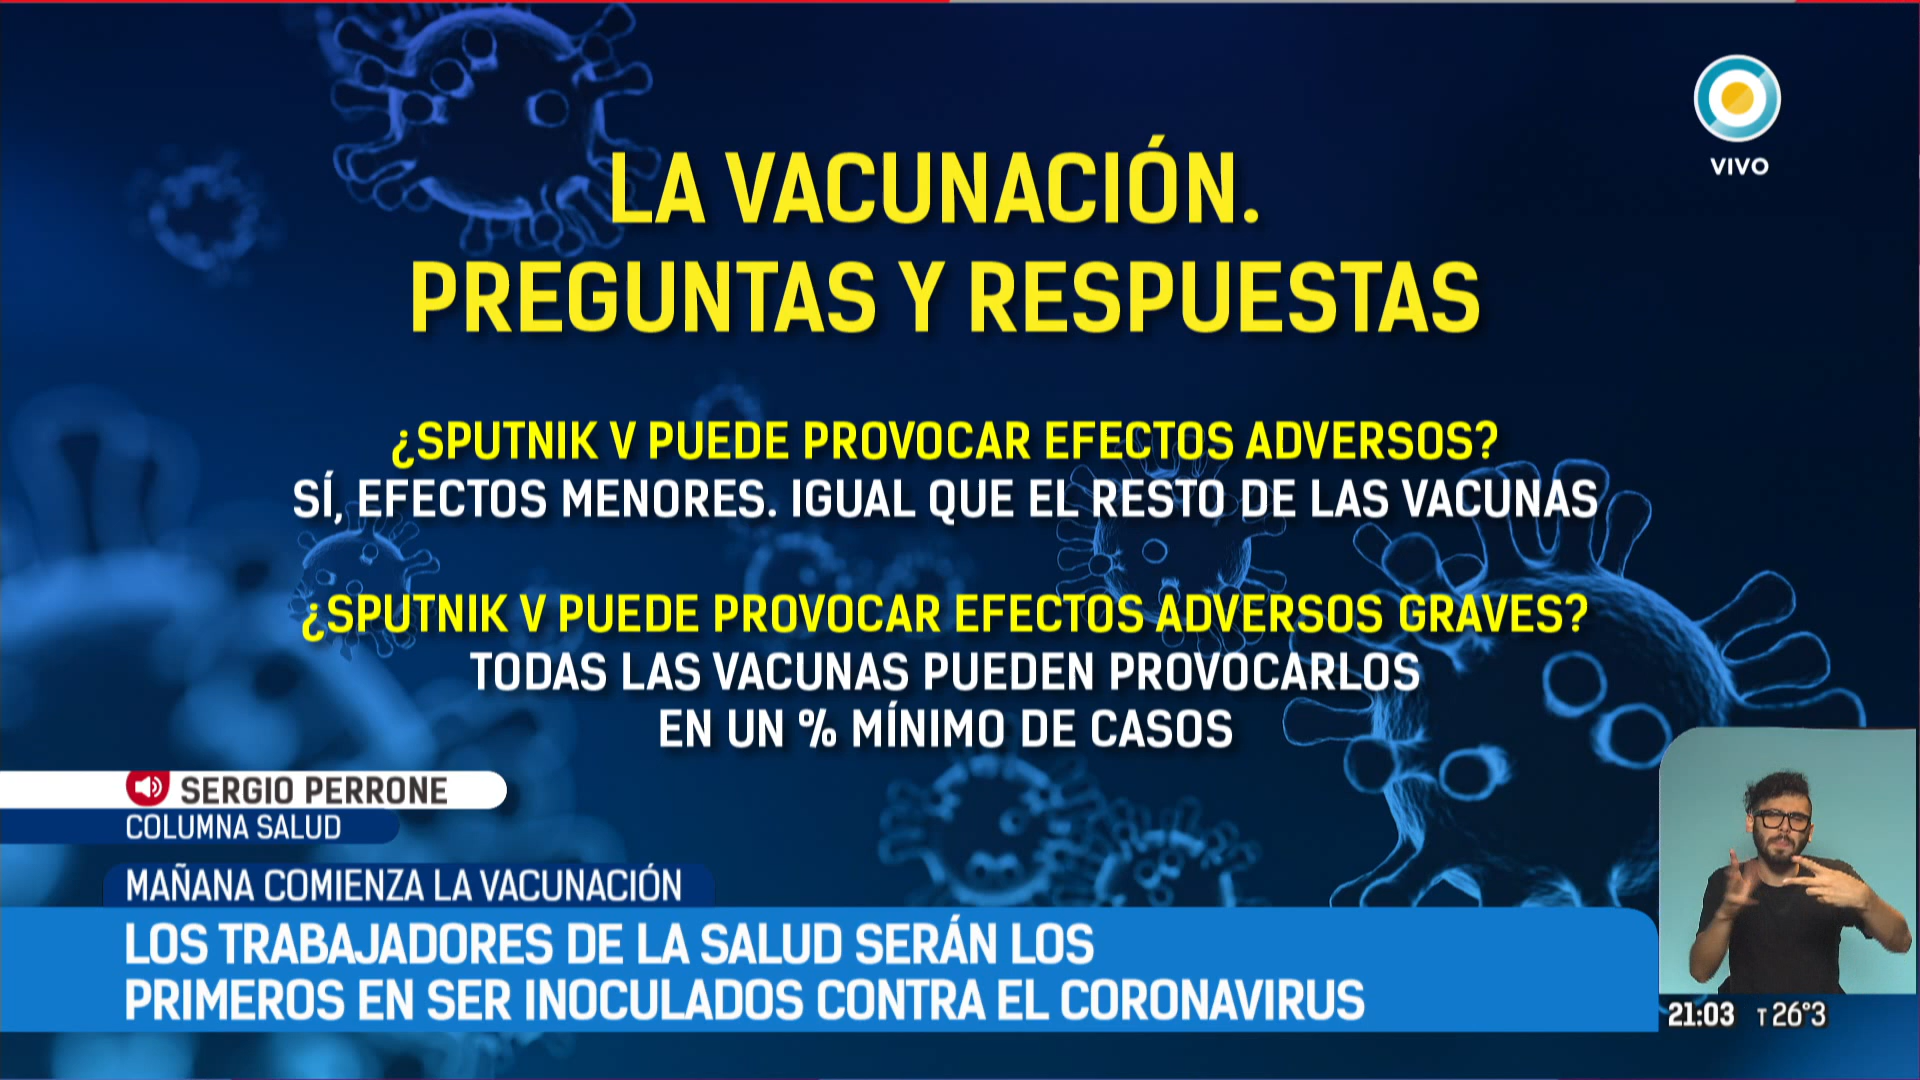 VIVO
LA VACUNACIÓN.
PREGUNTAS Y RESPUESTAS
¿SPUTNIK V PUEDE PROVOCAR EFECTOS ADVERSOS?
SÍ, EFECTOS MENORES. IGUAL QUE EL RESTO DE LAS VACUNAS
¿SPUTNIK V PUEDE PROVOCAR EFECTOS ADVERSOS GRAVES?
TODAS LAS VACUNAS PUEDEN PROVOCARLOS
EN UN % MÍNIMO DE CASOS
SERGIO PERRONE
COLUMNA SALUD
MAÑANA COMIENZA LA VACUNACIÓN
LOS TRABAJADORES DE LA SALUD SERÁN LOS
PRIMEROS EN SER INOCULADOS CONTRA EL CORONAVIRUS
21:03 T 26°3